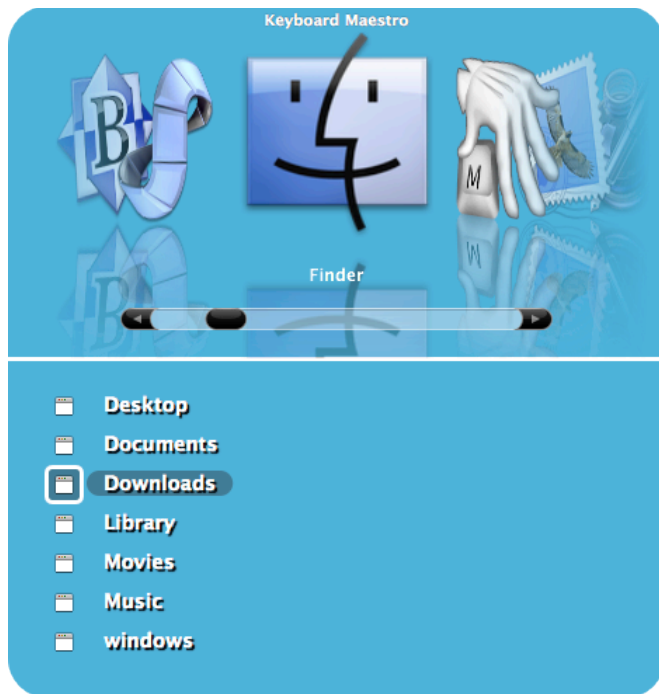 Keyboard Maestro
B
M
Finder
Desktop
Documents
Downloads
Library
Movies
Music
windows